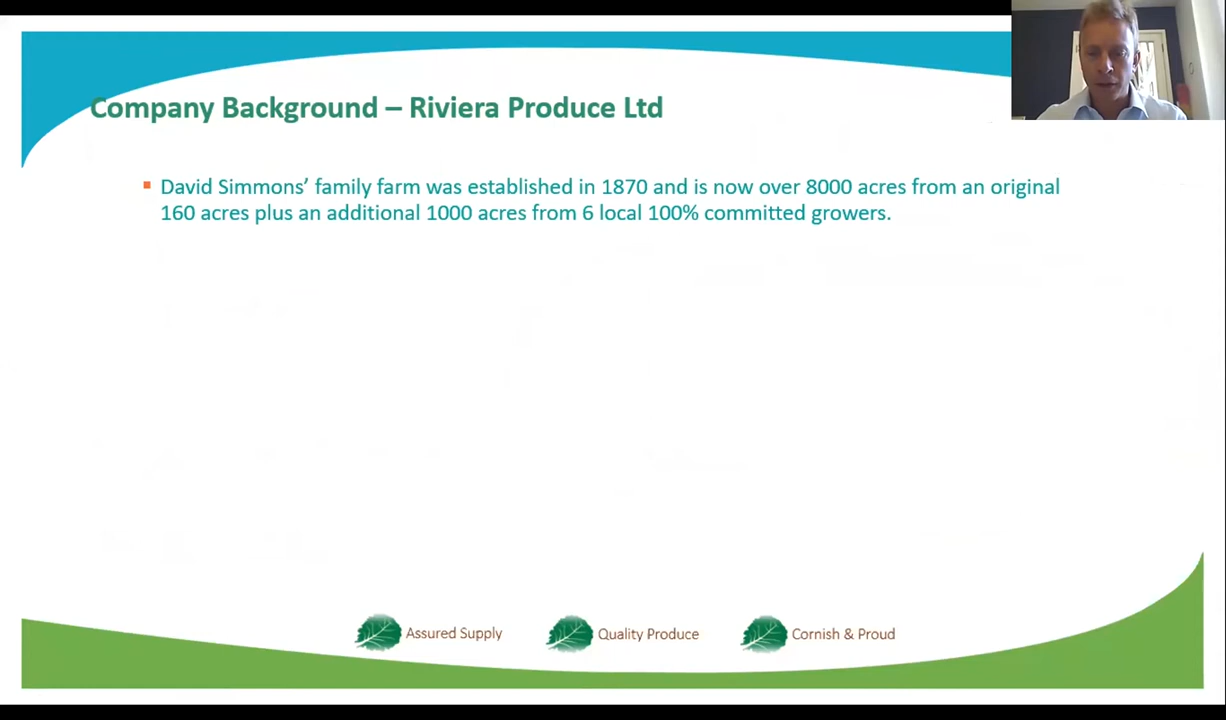 Company Background – Riviera Produce Ltd
▪ David Simmons’ family farm was established in 1870 and is now over 8000 acres from an original
160 acres plus an additional 1000 acres from 6 local 100% committed growers.
Assured Supply
Quality Produce
Cornish & Proud